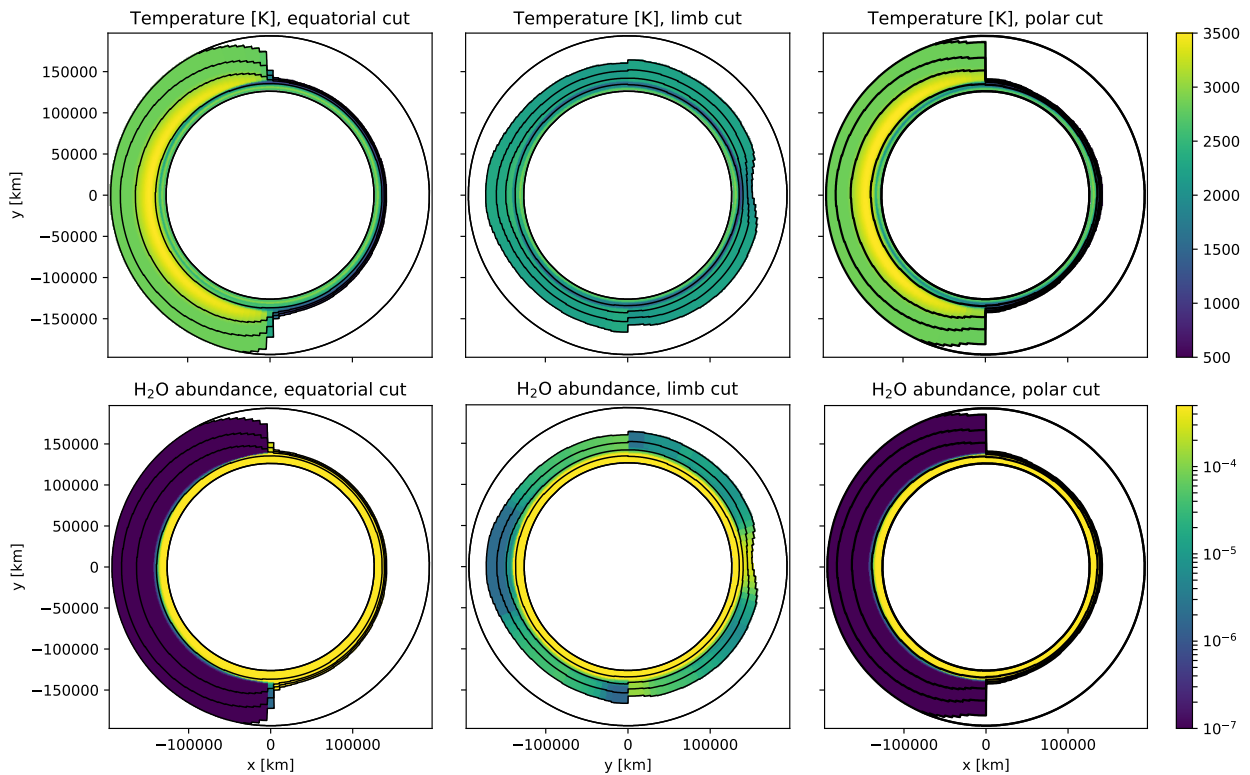 Temperature [K], equatorial cut
Temperature [K], limb cut
Temperature [K], polar cut
150000
100000
50000
0
−50000
−100000
−150000
y [km]
−100000
0
100000
3500
3000
2500
2000
1500
1000
500
H₂O abundance, equatorial cut
H₂O abundance, limb cut
H₂O abundance, polar cut
150000
100000
50000
0
−50000
−100000
−150000
y [km]
−100000 0 100000
x [km]
−100000 0 100000
y [km]
−100000 0 100000
x [km]
10⁻⁴
10⁻⁵
10⁻⁶
10⁻⁷